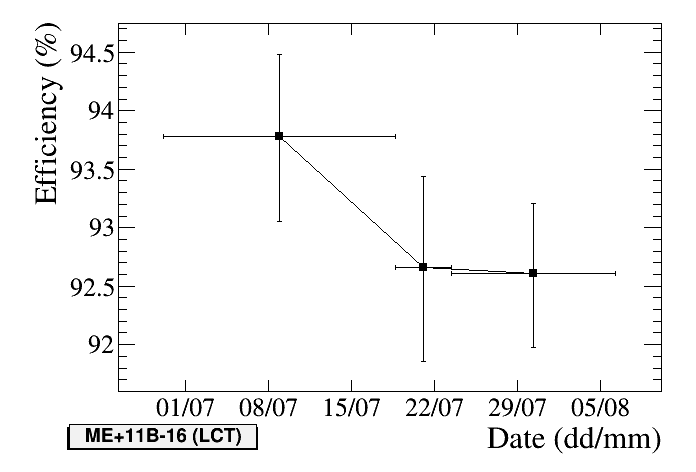 Efficiency (%)
94.5
94
93.5
93
92.5
92
01/07 08/07 15/07 22/07 29/07 05/08
ME+11B-16 (LCT)
Date (dd/mm)